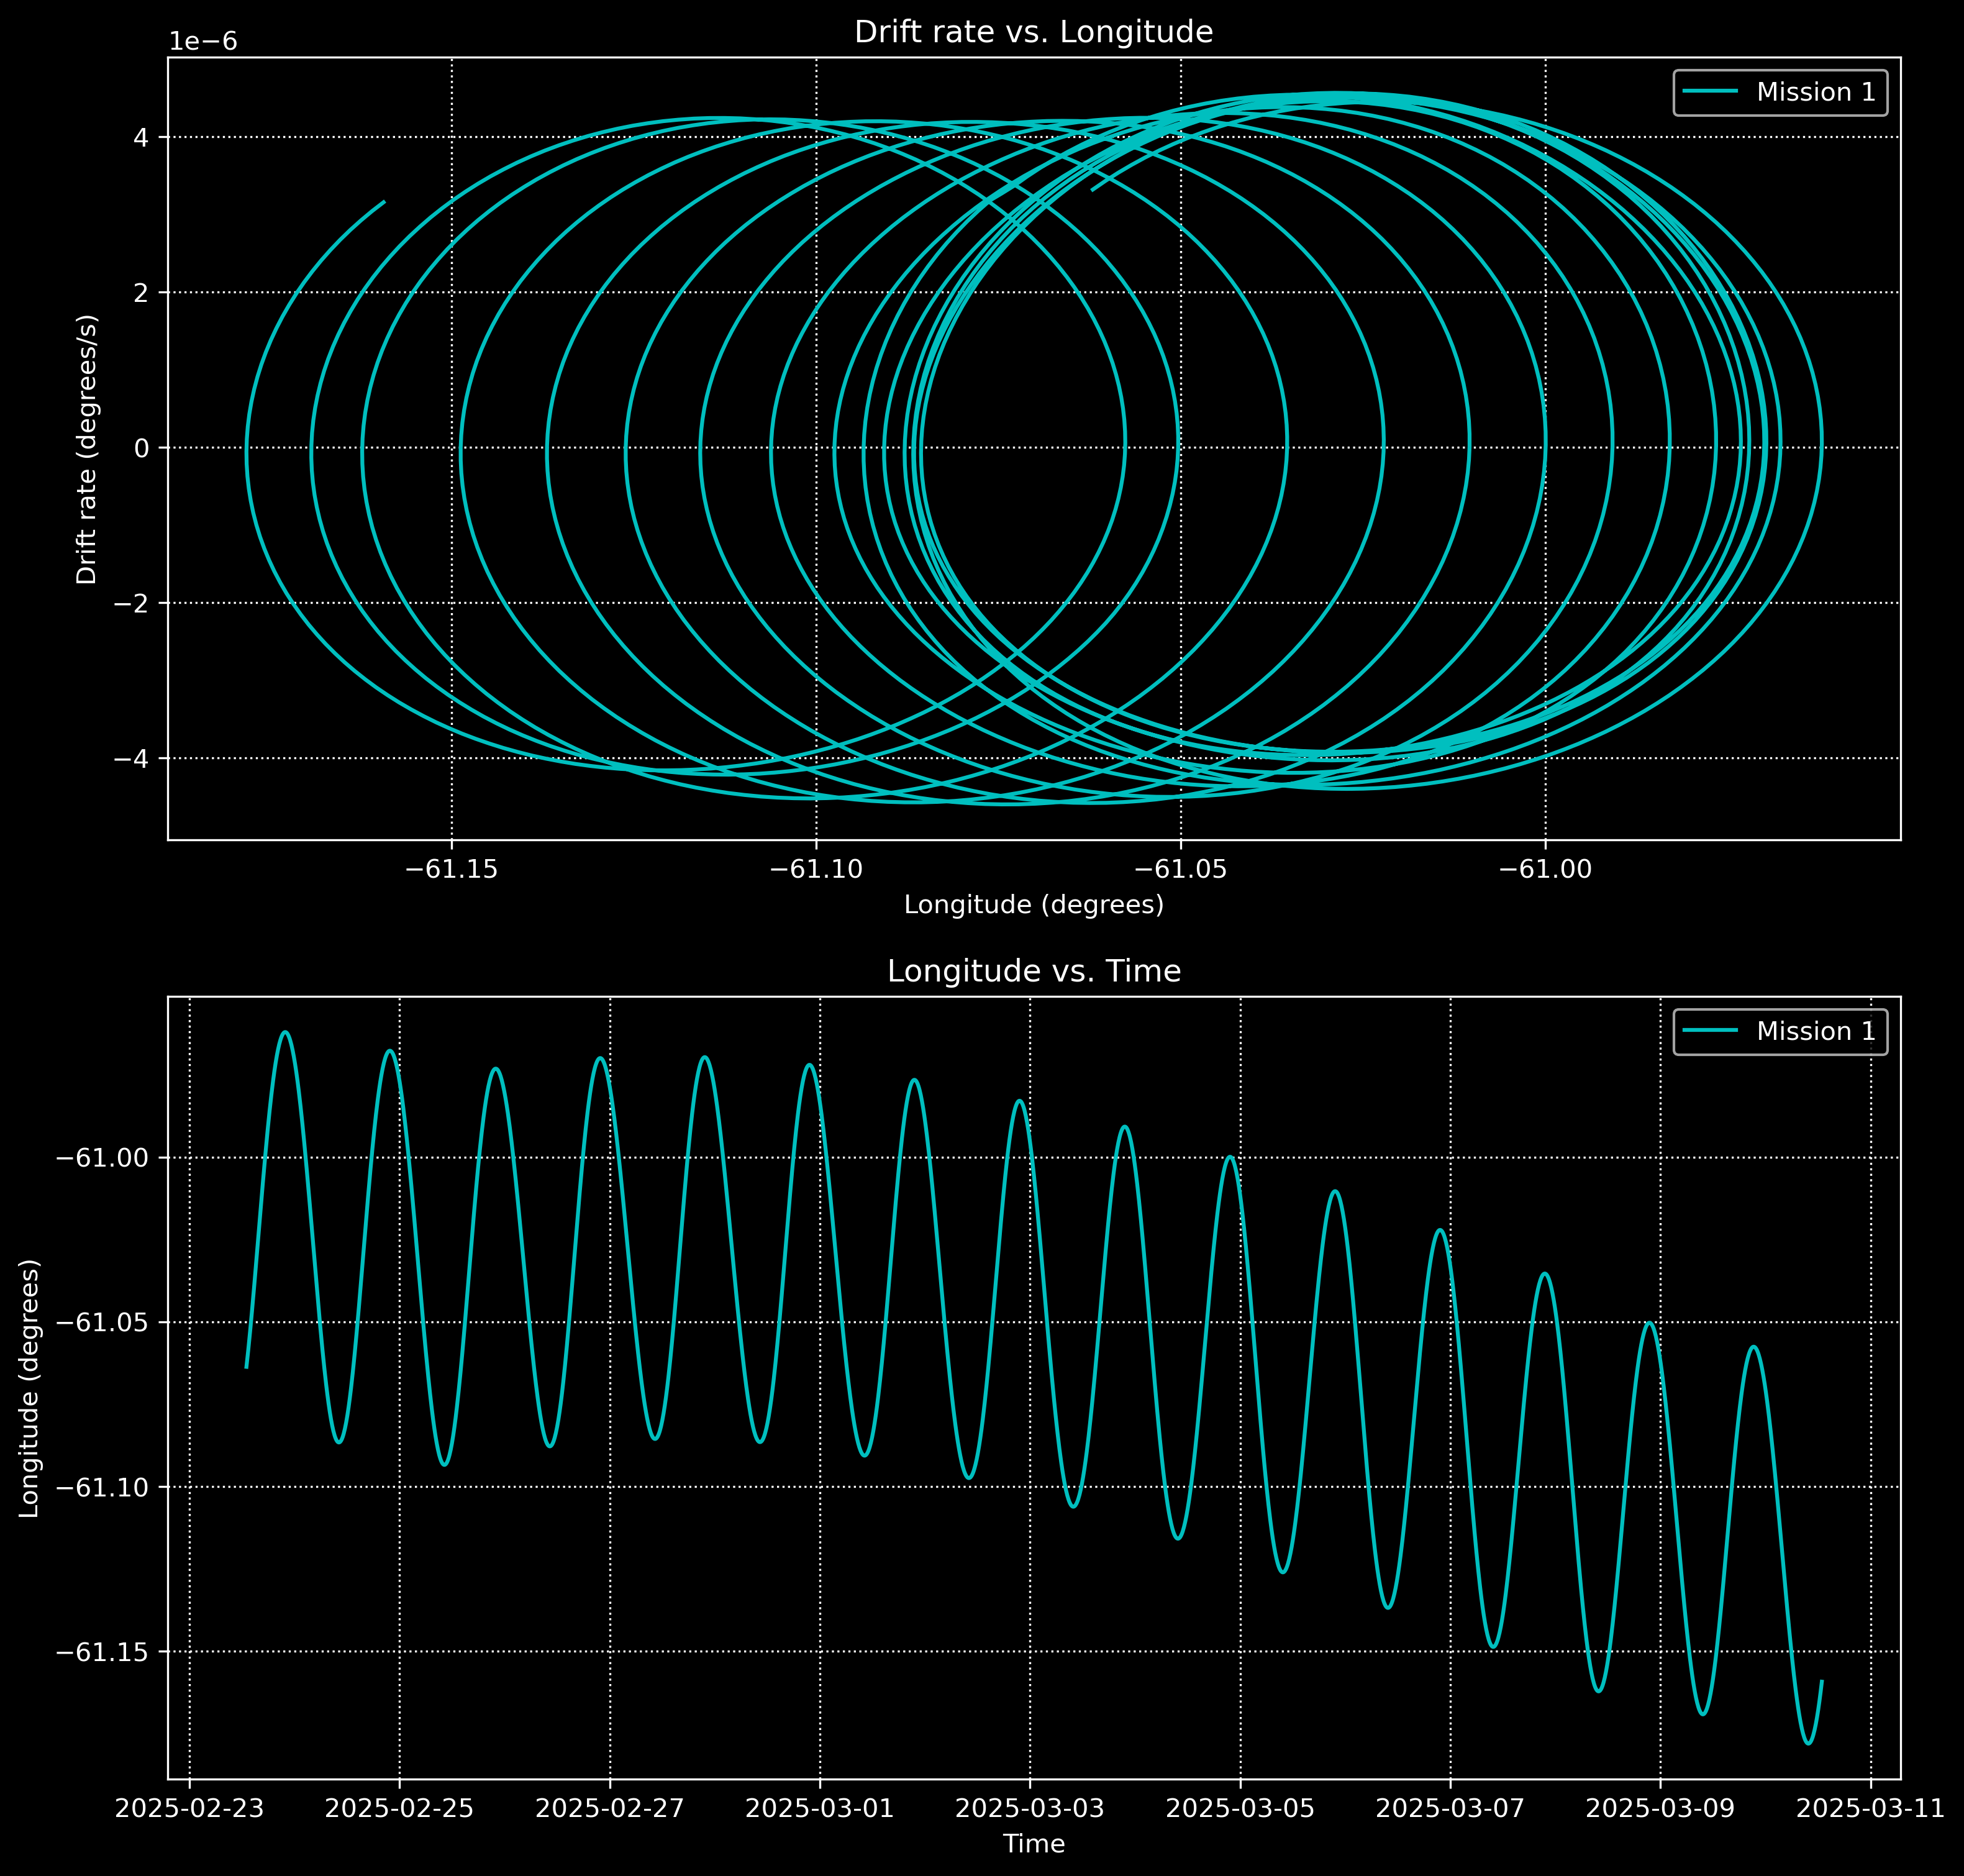 Drift rate vs. Longitude
1e−6
Mission 1
4
2
0
−2
−4
Drift rate (degrees/s)
−61.15 −61.10 −61.05 −61.00
Longitude (degrees)
Longitude vs. Time
Mission 1
−61.00
−61.05
−61.10
−61.15
Longitude (degrees)
2025-02-23 2025-02-25 2025-02-27 2025-03-01 2025-03-03 2025-03-05 2025-03-07 2025-03-09 2025-03-11
Time